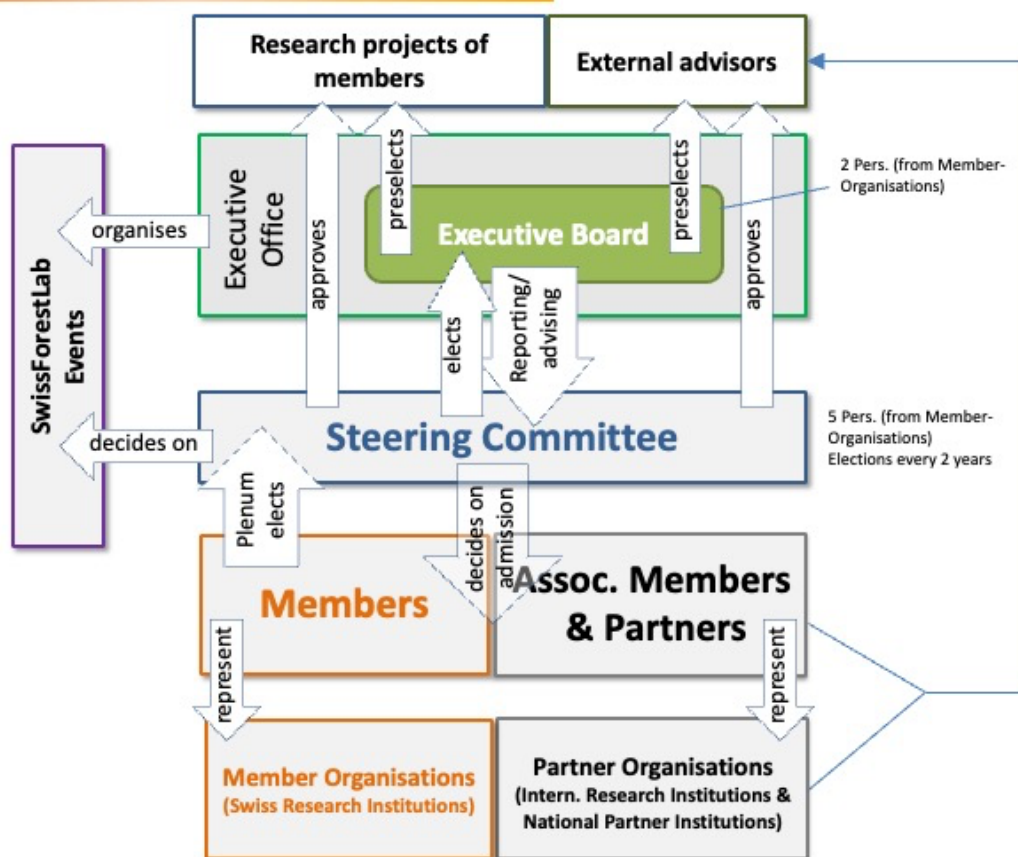 Research projects of
members
External advisors
preselects
preselects
2 Pers. (from Member-
Organisations)
Executive
Office
Executive Board
organises
approves
approves
SwissForestLab
Events
elects
Reporting/
advising
Steering Committee
5 Pers. (from Member-
Organisations)
Elections every 2 years
decides on
Plenum
elects
decides on
admission
Members
Assoc. Members
& Partners
represent
represent
Member Organisations
(Swiss Research Institutions)
Partner Organisations
(Intern. Research Institutions &
National Partner Institutions)